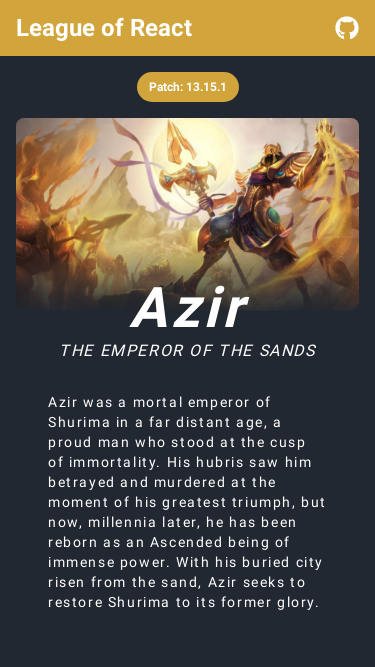 League of React
Patch: 13.15.1
Azir
THE EMPEROR OF THE SANDS
Azir was a mortal emperor of
Shurima in a far distant age, a
proud man who stood at the cusp
of immortality. His hubris saw him
betrayed and murdered at the
moment of his greatest triumph, but
now, millennia later, he has been
reborn as an Ascended being of
immense power. With his buried city
risen from the sand, Azir seeks to
restore Shurima to its former glory.